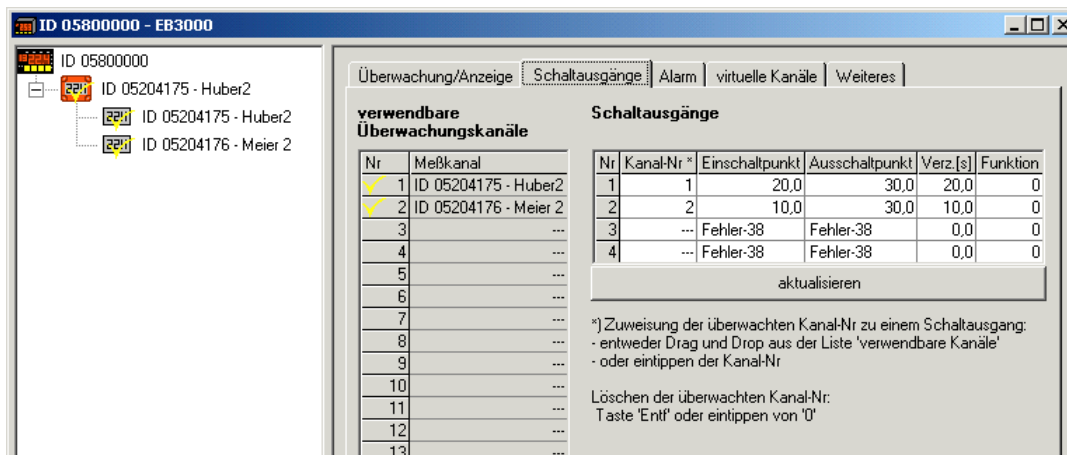 ID 05800000 - EB3000
ID 05800000
ID 05204175 - Huber2
ID 05204175 - Huber2
ID 05204176 - Meier 2
Überwachung/Anzeige Schaltausgänge Alarm virtuelle Kanäle Weiteres
verwendbare
Überwachungskanäle
Nr Meßkanal
1 ID 05204175 - Huber2
2 ID 05204176 - Meier 2
3 ---
4 ---
5 ---
6 ---
7 ---
8 ---
9 ---
10 ---
11 ---
12 ---
13 ---
Schaltausgänge
Nr Kanal-Nr * Einschaltpunkt Ausschaltpunkt Verz.[s] Funktion
1 1 20,0 30,0 20,0 0
2 2 10,0 30,0 10,0 0
3 --- Fehler-38 Fehler-38 0,0 0
4 --- Fehler-38 Fehler-38 0,0 0
aktualisieren
*) Zuweisung der überwachten Kanal-Nr zu einem Schaltausgang:
- entweder Drag und Drop aus der Liste 'verwendbare Kanäle'
- oder eintippen der Kanal-Nr
Löschen der überwachten Kanal-Nr:
Taste 'Entf' oder eintippen von '0'